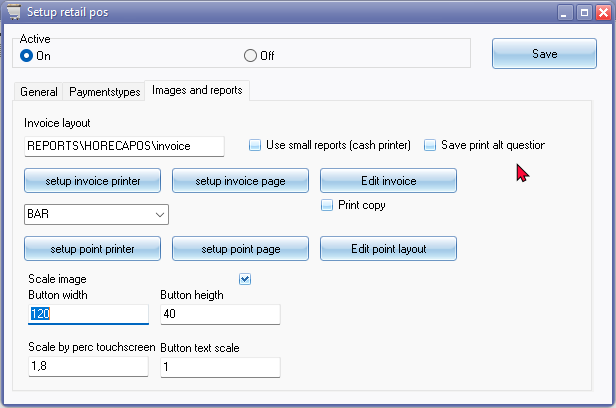 Setup retail pos
Active
On Off
Save
General Paymentstypes Images and reports
Invoice layout
REPORTS\HORECAPOS\invoice
Use small reports (cash printer) Save print alt question
setup invoice printer setup invoice page Edit invoice
BAR
Print copy
setup point printer setup point page Edit point layout
Scale image
Button width Button heigth
120 40
Scale by perc touchscreen Button text scale
1,8 1